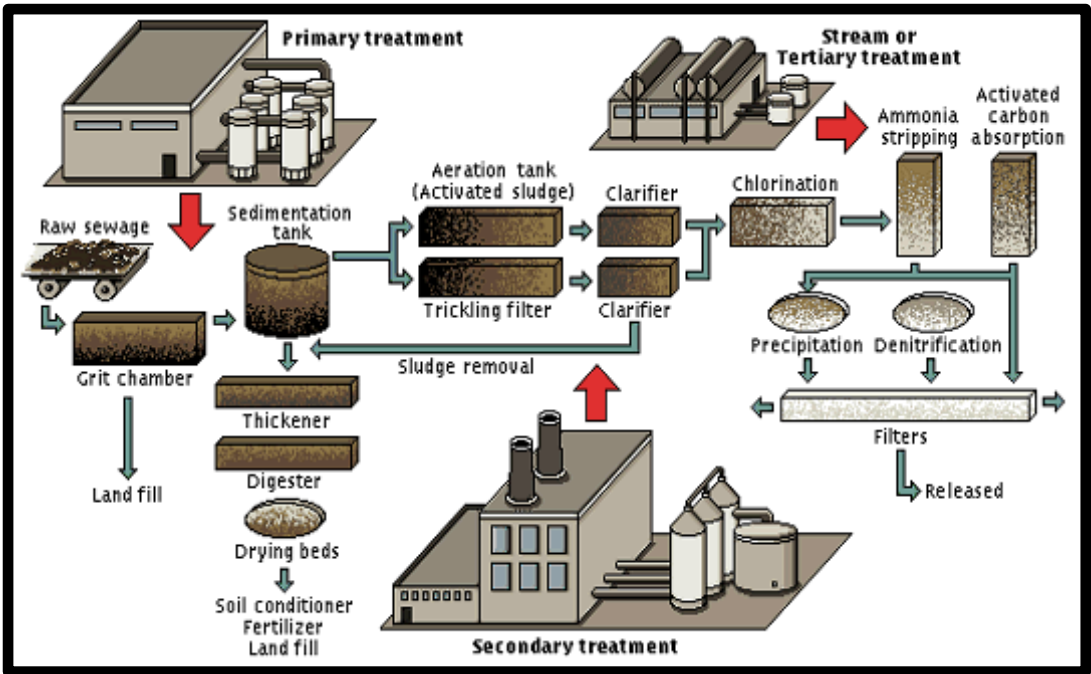 Primary treatment
Stream or
Tertiary treatment
Ammonia
stripping
Activated
carbon
absorption
Raw sewage
Sedimentation
tank
Aeration tank
(Activated sludge)
Clarifier
Chlorination
Trickling filter
Clarifier
Grit chamber
Sludge removal
Precipitation
Denitrification
Thickener
Filters
Land fill
Digester
Released
Drying beds
Soil conditioner
Fertilizer
Land fill
Secondary treatment